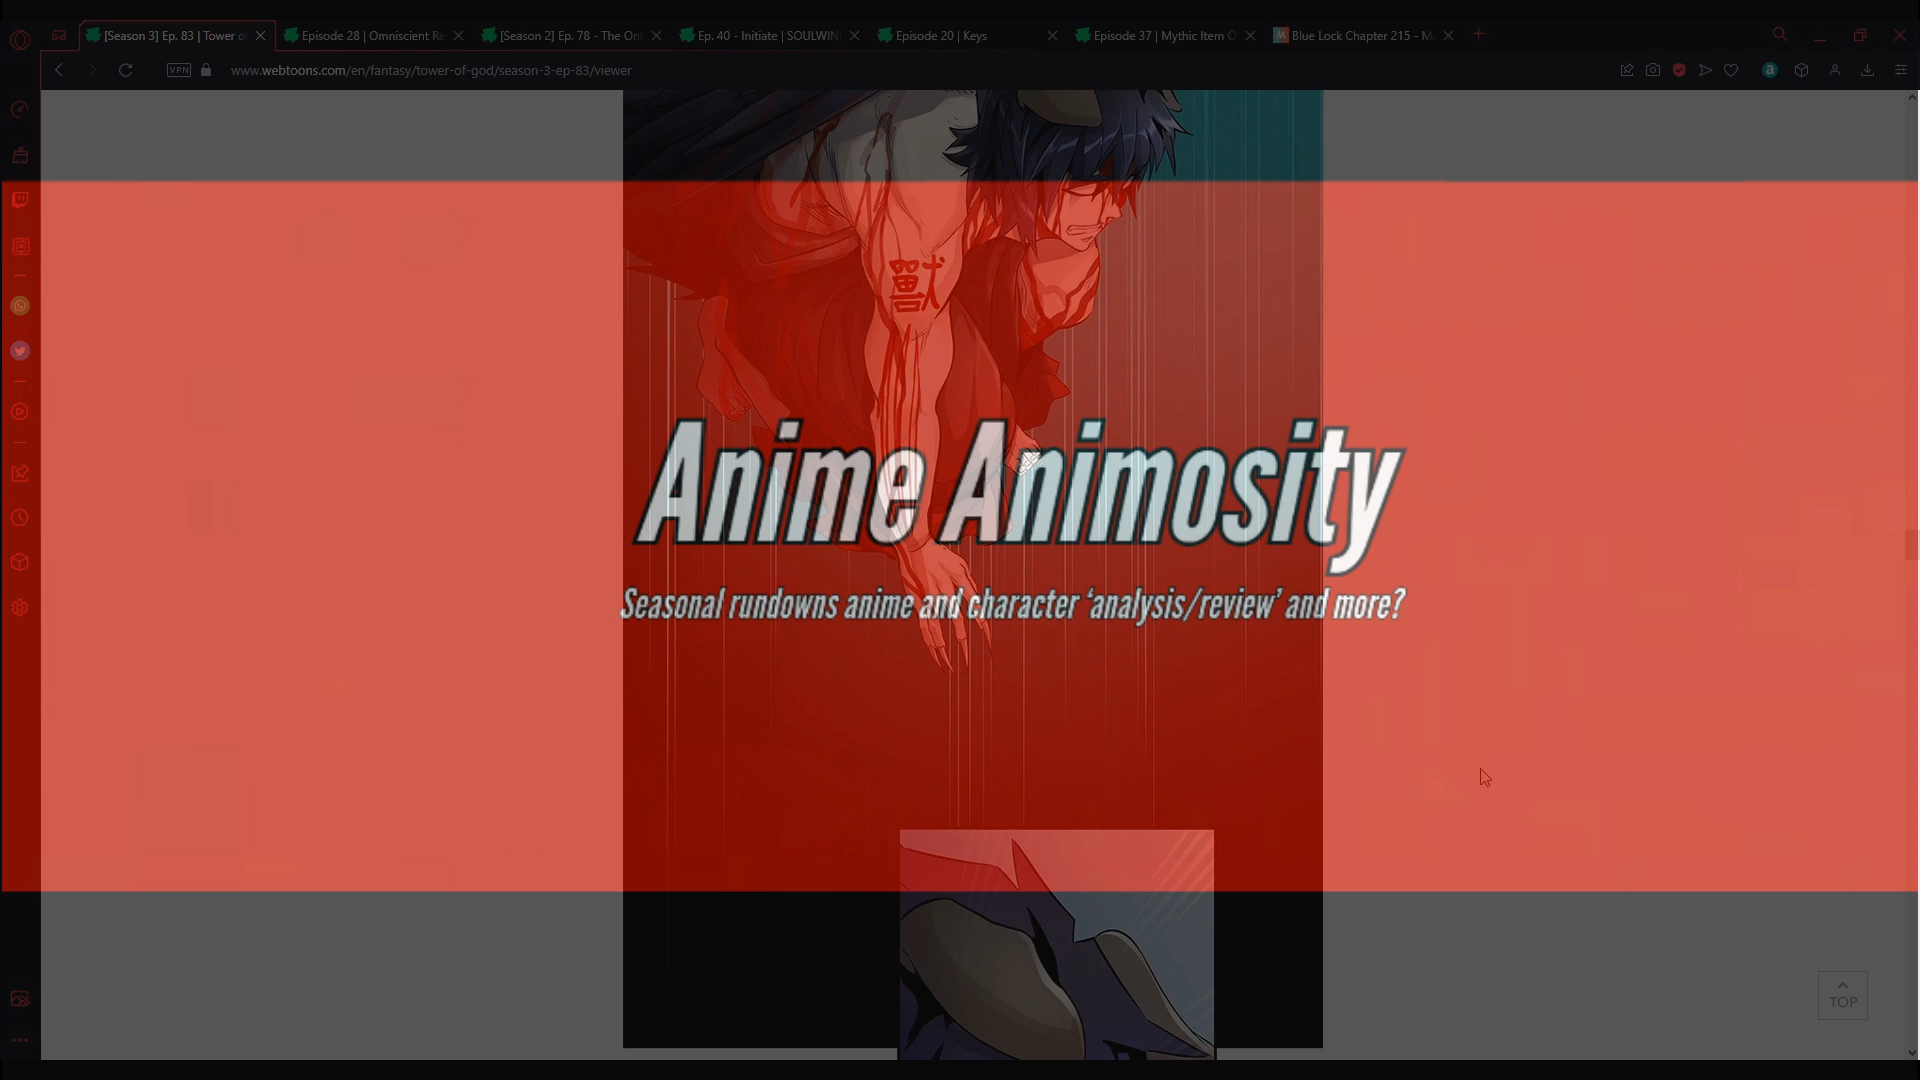 [Season 3] Ep. 83 | Tower o
Episode 28 | Omniscient Re
[Season 2] Ep. 78 - The On
Ep. 40 - Initiate | SOULWIN
Episode 20 | Keys
Episode 37 | Mythic Item O
Blue Lock Chapter 215 - M
VPN
www.webtoons.com/en/fantasy/tower-of-god/season-3-ep-83/viewer
獸
Anime Animosity
Seasonal rundowns anime and character ‘analysis/review’ and more?
TOP